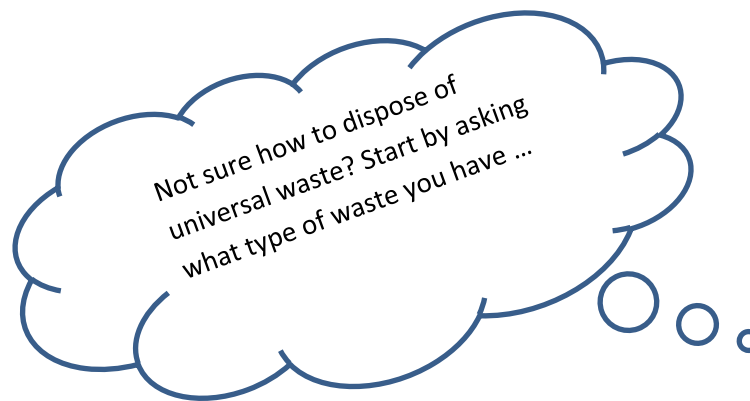 Not sure how to dispose of
universal waste? Start by asking
what type of waste you have …